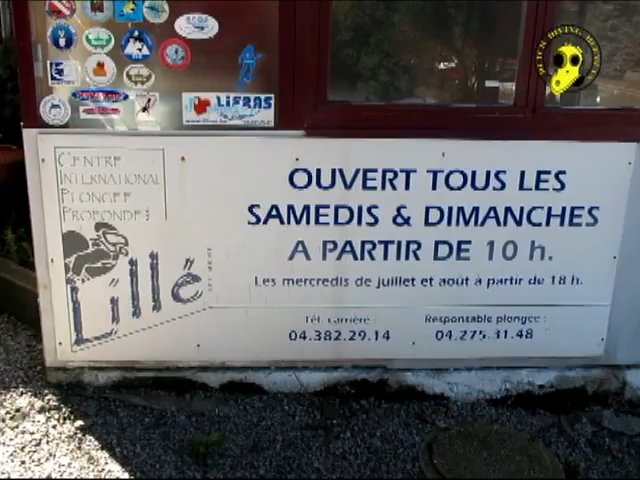 LIFRAS
CENTRE
INTERNATIONAL
PLONGEE
PROFONDE
Lillé
OUVERT TOUS LES
SAMEDIS & DIMANCHES
A PARTIR DE 10 h.
Les mercredis de juillet et août à partir de 18 h.
Tél. carrière :
04.382.29.14
Responsable plongée :
04.275.31.48